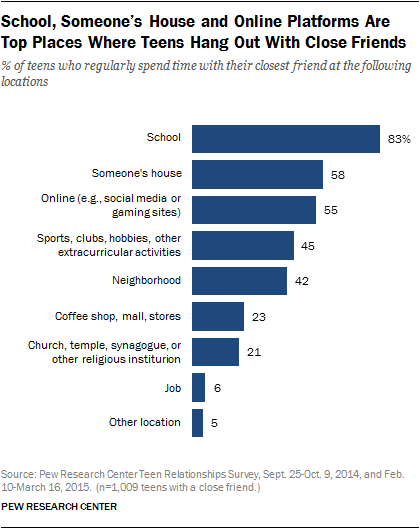 School, Someone's House and Online Platforms Are
Top Places Where Teens Hang Out With Close Friends
% of teens who regularly spend time with their closest friend at the following
locations
School 83%
Someone's house 58
Online (e.g., social media or
gaming sites) 55
Sports, clubs, hobbies, other
extracurricular activities 45
Neighborhood 42
Coffee shop, mall, stores 23
Church, temple, synagogue, or
other religious institurion 21
Job 6
Other location 5
Source: Pew Research Center Teen Relationships Survey, Sept. 25-Oct. 9, 2014, and Feb.
10-March 16, 2015. (n=1,009 teens with a close friend.)
PEW RESEARCH CENTER